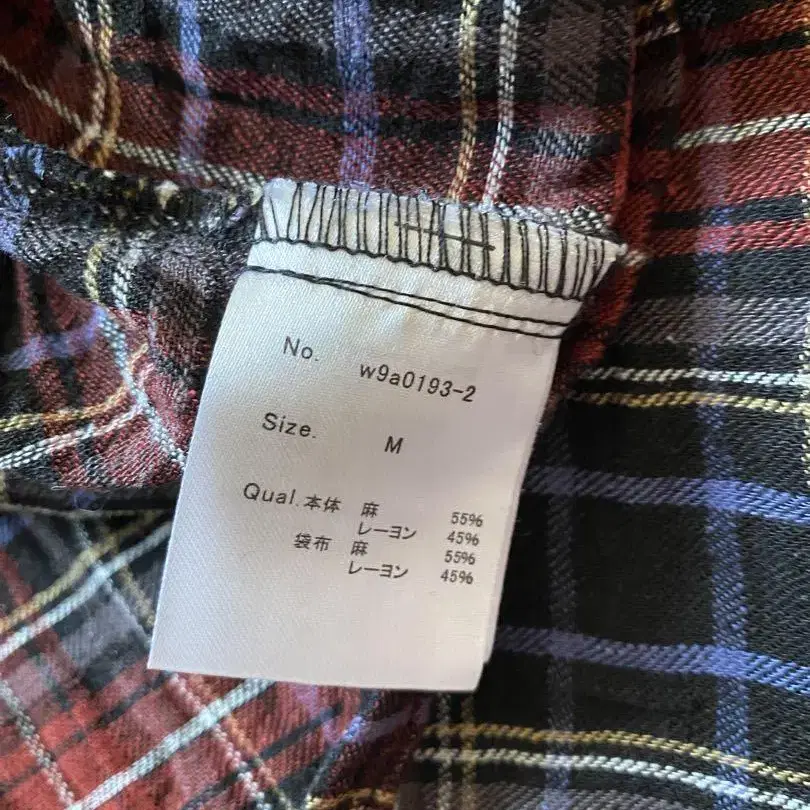 No. w9a0193-2
Size. M
Qual.本体 麻 55%
レーヨン 45%
袋布 麻 55%
レーヨン 45%